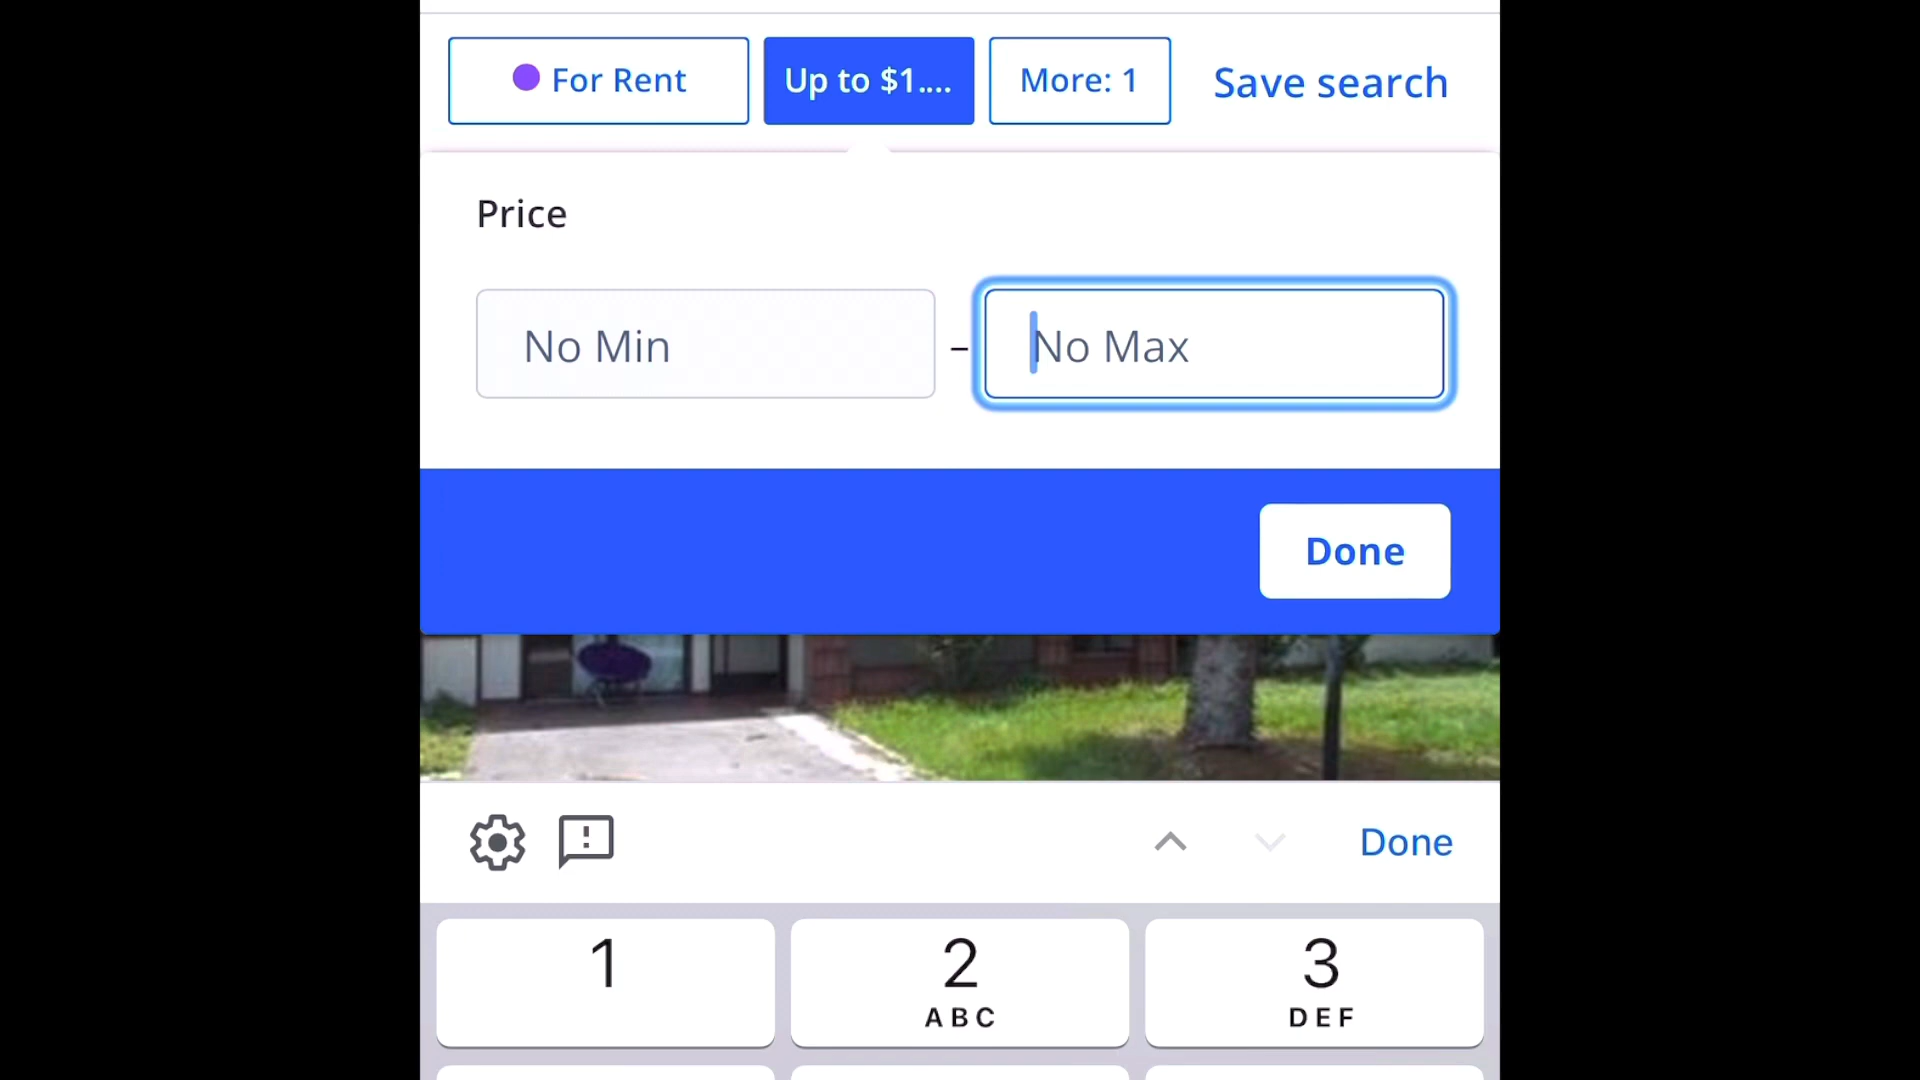 For Rent
Up to $1....
More: 1
Save search
Price
No Min
–
No Max
Done
Done
1
2
ABC
3
DEF